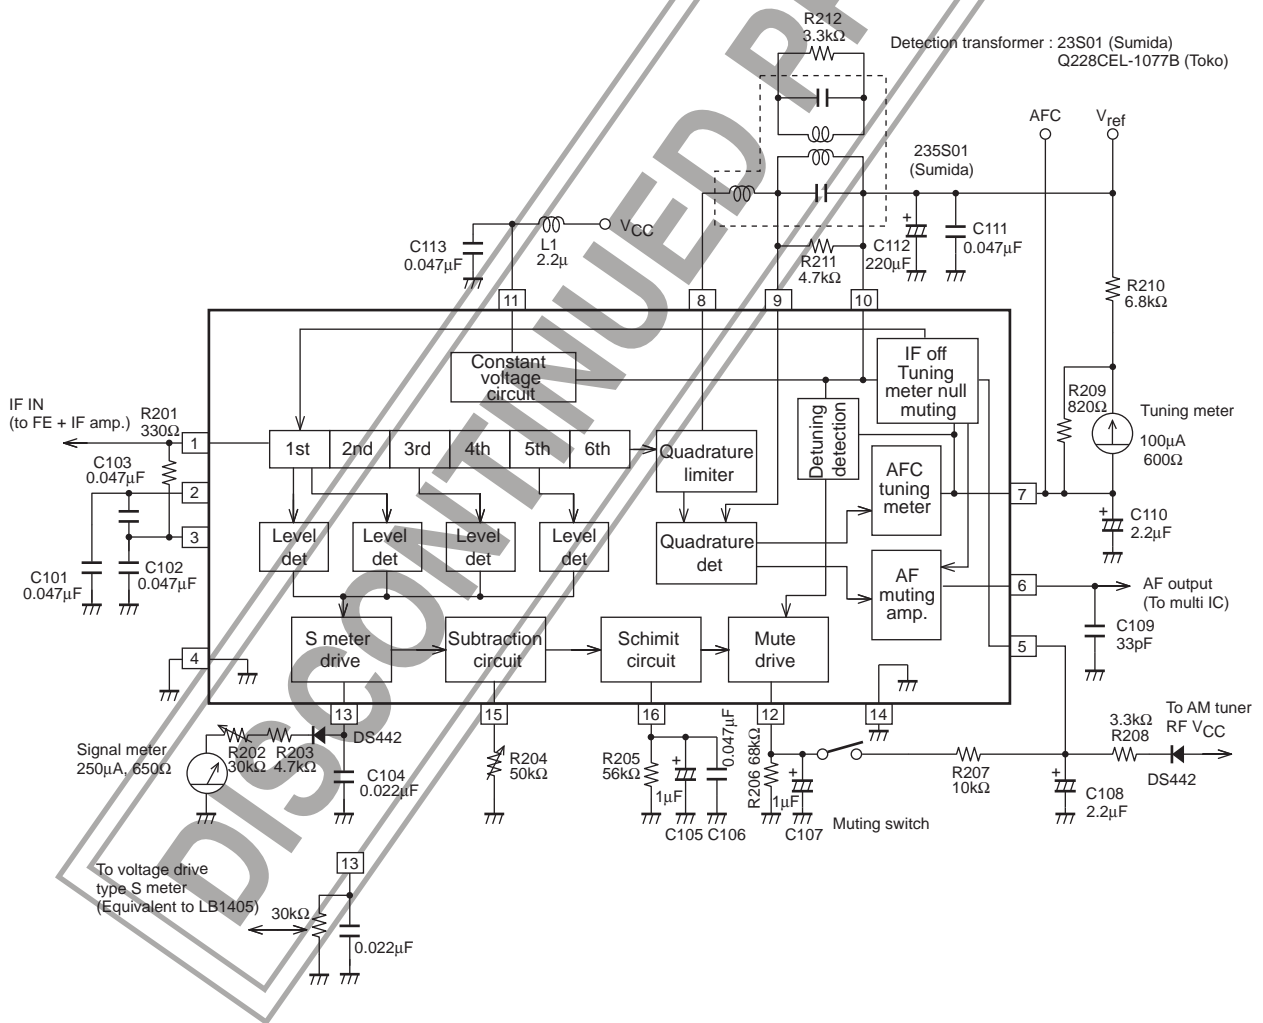 R212
3.3kΩ
Detection transformer : 23S01 (Sumida)
Q228CEL-1077B (Toko)
AFC
Vref
235S01
(Sumida)
VCC
L1
2.2μ
C113
0.047μF
R211
4.7kΩ
C112
220μF
+
C111
0.047μF
R210
6.8kΩ
11
8
9
10
Constant
voltage
circuit
IF off
Tuning
meter null
muting
R209
820Ω
Tuning meter
100μA
600Ω
IF IN
(to FE + IF amp.)
R201
330Ω
1
1st
2nd
3rd
4th
5th
6th
Quadrature
limiter
Detuning
detection
AFC
tuning
meter
C103
0.047μF
2
7
3
+
C110
2.2μF
Level
det
Level
det
Level
det
Level
det
Quadrature
det
AF
muting
amp.
C101
0.047μF
C102
0.047μF
6
AF output
(To multi IC)
C109
33pF
S meter
drive
Subtraction
circuit
Schimit
circuit
Mute
drive
5
4
13
15
16
12
14
DS442
Signal meter
250μA, 650Ω
R202
30kΩ
R203
4.7kΩ
C104
0.022μF
R204
50kΩ
R205
56kΩ
+
1μF
C105
0.047μF
C106
R206 68kΩ
+
1μF
C107
Muting switch
R207
10kΩ
3.3kΩ
R208
To AM tuner
RF VCC
DS442
+
C108
2.2μF
13
To voltage drive
type S meter
(Equivalent to LB1405)
30kΩ
0.022μF
DISCONTINUED PR